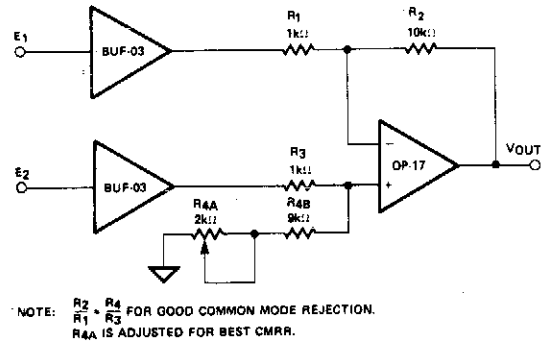 E1
BUF-03
R1
1kΩ
R2
10kΩ
E2
BUF-03
R3
1kΩ
R4A
2kΩ
R4B
9kΩ
−
+
OP-17
VOUT
NOTE: R2/R1 = R4/R3 FOR GOOD COMMON MODE REJECTION.
R4A IS ADJUSTED FOR BEST CMRR.